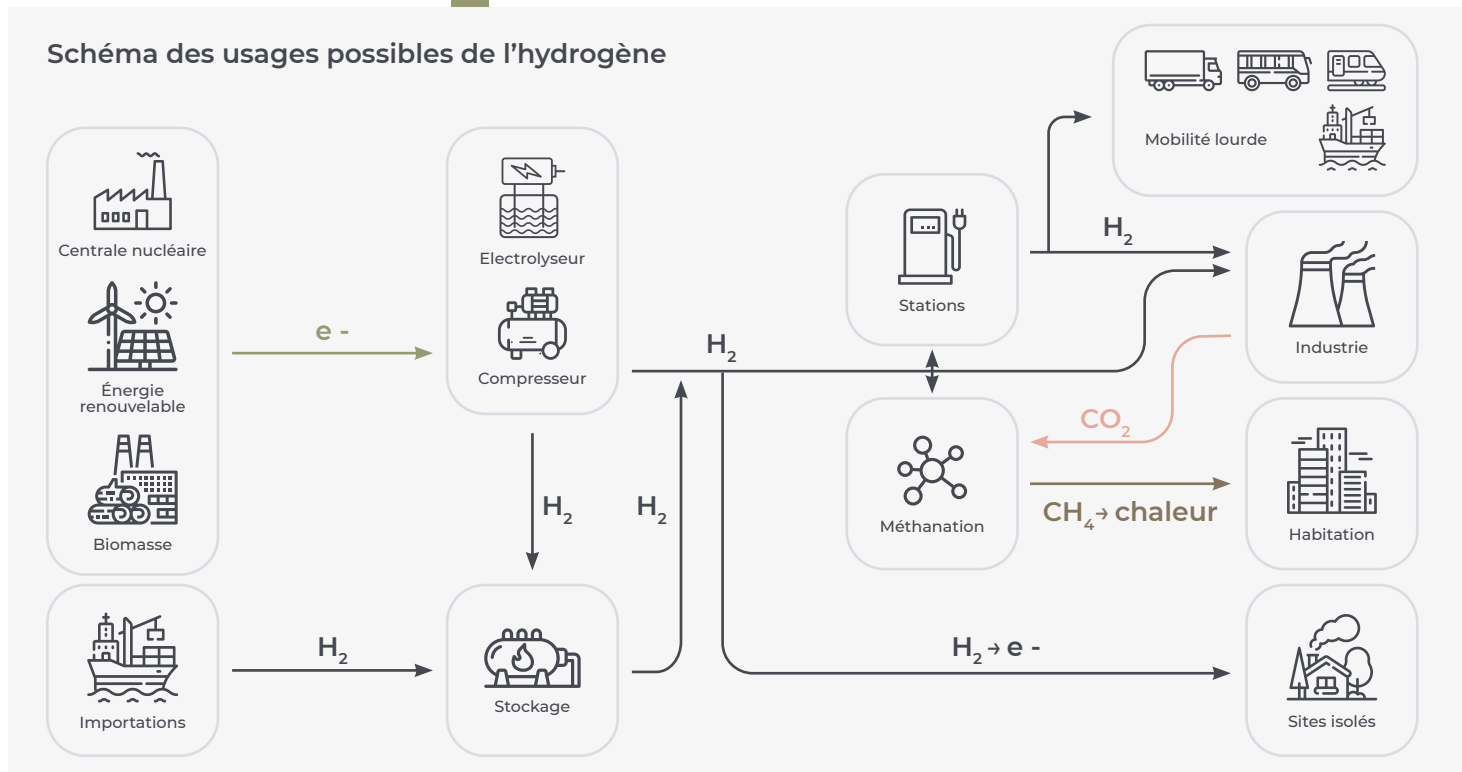 Schéma des usages possibles de l’hydrogène
Mobilité lourde
Centrale nucléaire
Electrolyseur
H2
Stations
Industrie
e -
H2
Compresseur
Énergie
renouvelable
CO2
H2
H2
CH4→ chaleur
Méthanation
Habitation
Biomasse
H2
H2→ e -
Stockage
Importations
Sites isolés